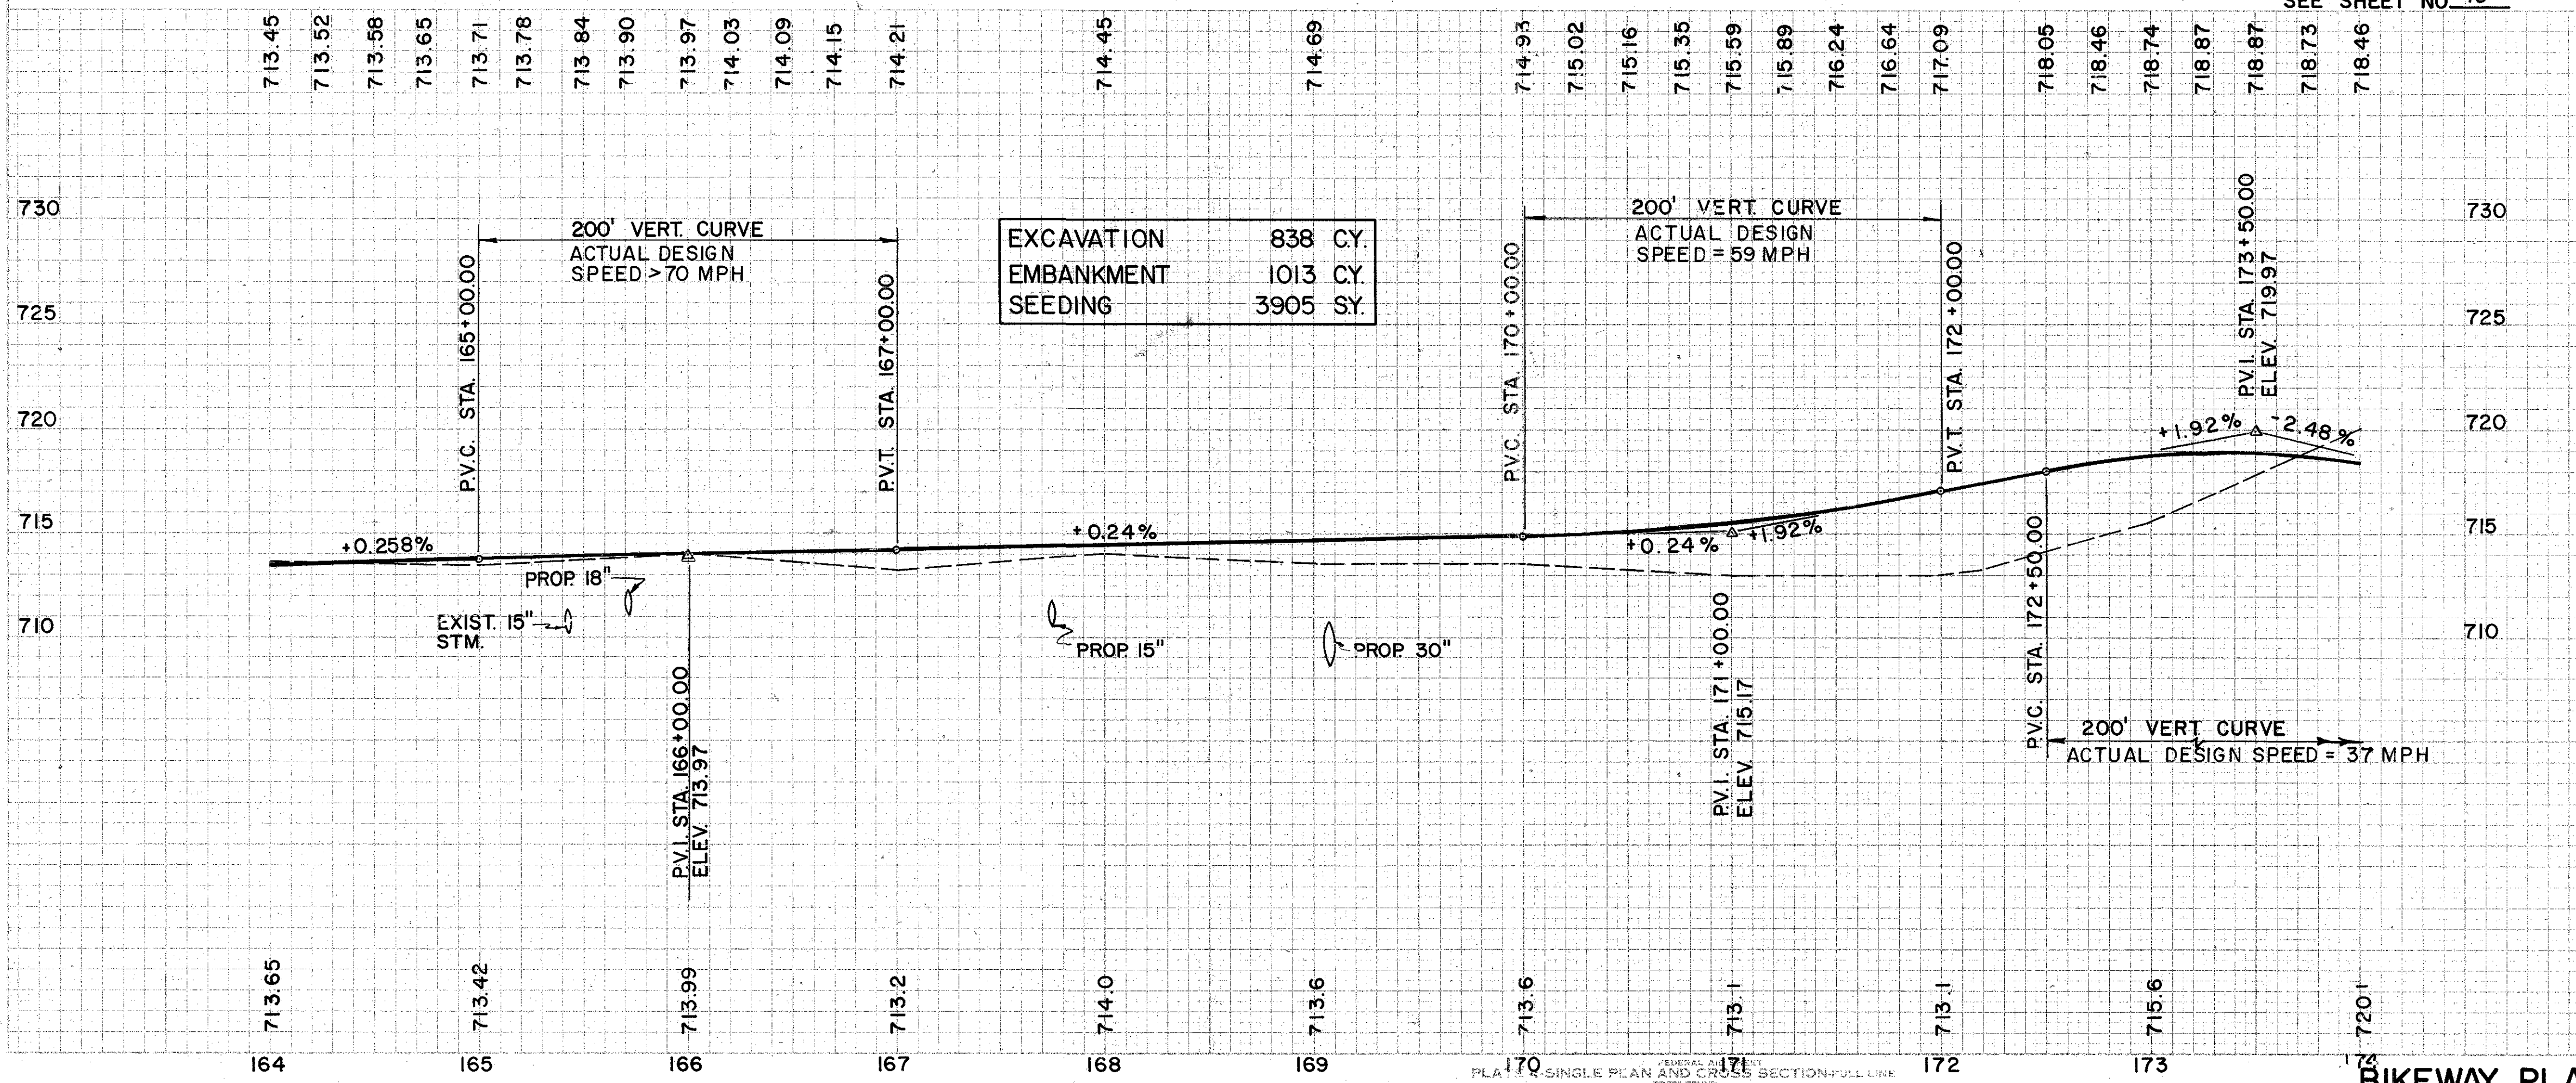 SEE SHEET NO.
713.45 713.52 713.58 713.65 713.71 713.78 713.84 713.90 713.97 714.03 714.09 714.15 714.21 714.45 714.69 714.93 715.02 715.16 715.35 715.59 715.89 716.24 716.64 717.09 718.05 718.46 718.74 718.87 718.87 718.73 718.46
730
725
720
715
710
200' VERT. CURVE
ACTUAL DESIGN
SPEED > 70 MPH
P.V.C. STA. 165+00.00
P.V.T. STA. 167+00.00
EXCAVATION 838 C.Y.
EMBANKMENT 1013 C.Y.
SEEDING 3905 S.Y.
200' VERT. CURVE
ACTUAL DESIGN
SPEED = 59 MPH
P.V.C. STA. 170+00.00
P.V.T. STA. 172+00.00
P.V.I. STA. 173+50.00
ELEV. 719.97
730
725
720
715
710
+1.92% -2.48%
+0.258%
+0.24%
+0.24% +1.92%
PROP. 18"
EXIST. 15"
STM.
PROP. 15"
PROP. 30"
P.V.I. STA. 166+00.00
ELEV. 713.97
P.V.I. STA. 171+00.00
ELEV. 715.17
P.V.C. STA. 172+50.00
200' VERT. CURVE
ACTUAL DESIGN SPEED = 37 MPH
713.65 713.42 713.99 713.2 714.0 713.6 713.6 713.1 713.1 715.6 720.1
164 165 166 167 168 169 170 171 172 173 174
SINGLE PLAN AND CROSS SECTION-FULL LINE
BIKEWAY